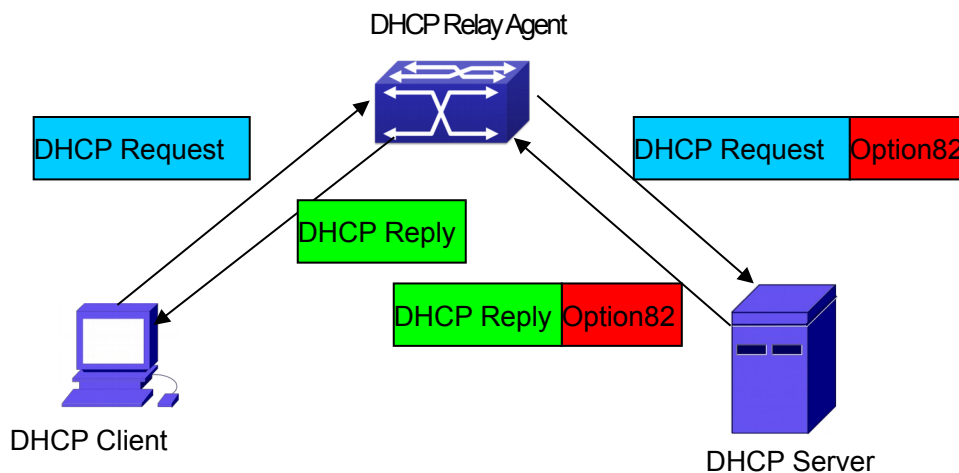 DHCP Relay Agent
DHCP Request
DHCP Request Option82
DHCP Reply
DHCP Reply Option82
DHCP Client
DHCP Server